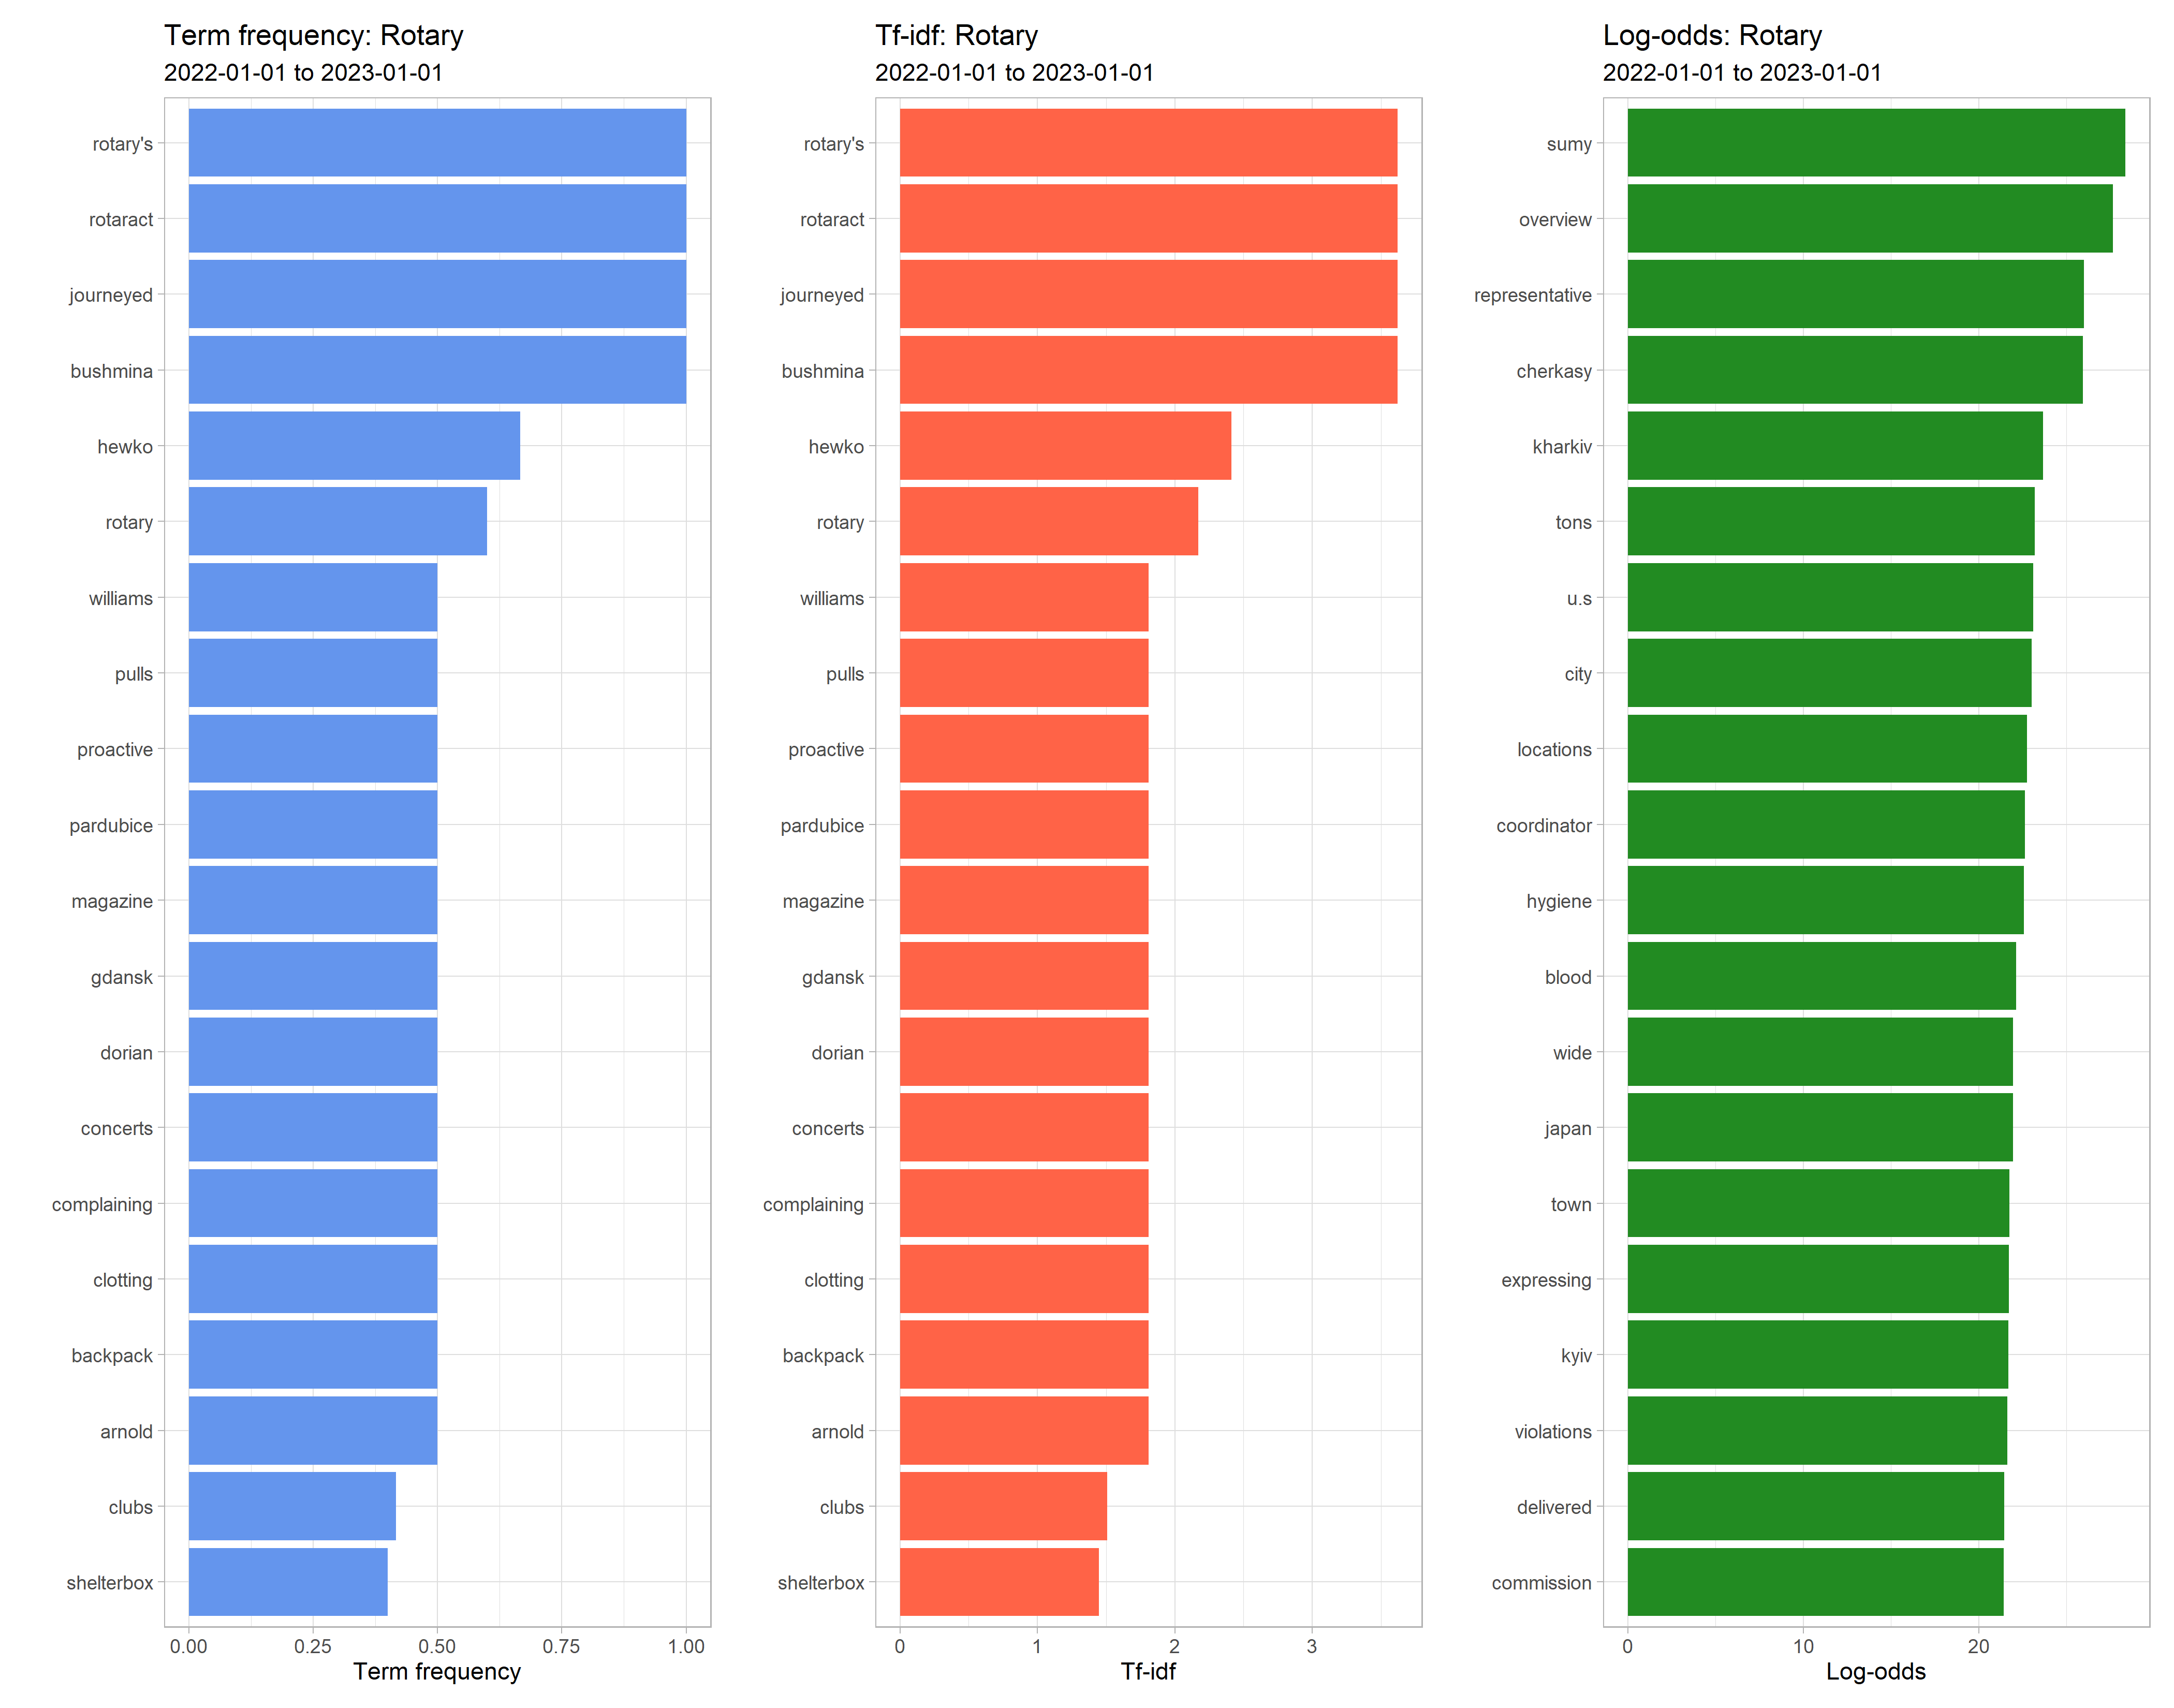 Term frequency: Rotary
2022-01-01 to 2023-01-01
rotary's
rotaract
journeyed
bushmina
hewko
rotary
williams
pulls
proactive
pardubice
magazine
gdansk
dorian
concerts
complaining
clotting
backpack
arnold
clubs
shelterbox
0.00 0.25 0.50 0.75 1.00
Term frequency
Tf-idf: Rotary
2022-01-01 to 2023-01-01
rotary's
rotaract
journeyed
bushmina
hewko
rotary
williams
pulls
proactive
pardubice
magazine
gdansk
dorian
concerts
complaining
clotting
backpack
arnold
clubs
shelterbox
0 1 2 3
Tf-idf
Log-odds: Rotary
2022-01-01 to 2023-01-01
sumy
overview
representative
cherkasy
kharkiv
tons
u.s
city
locations
coordinator
hygiene
blood
wide
japan
town
expressing
kyiv
violations
delivered
commission
0 10 20
Log-odds